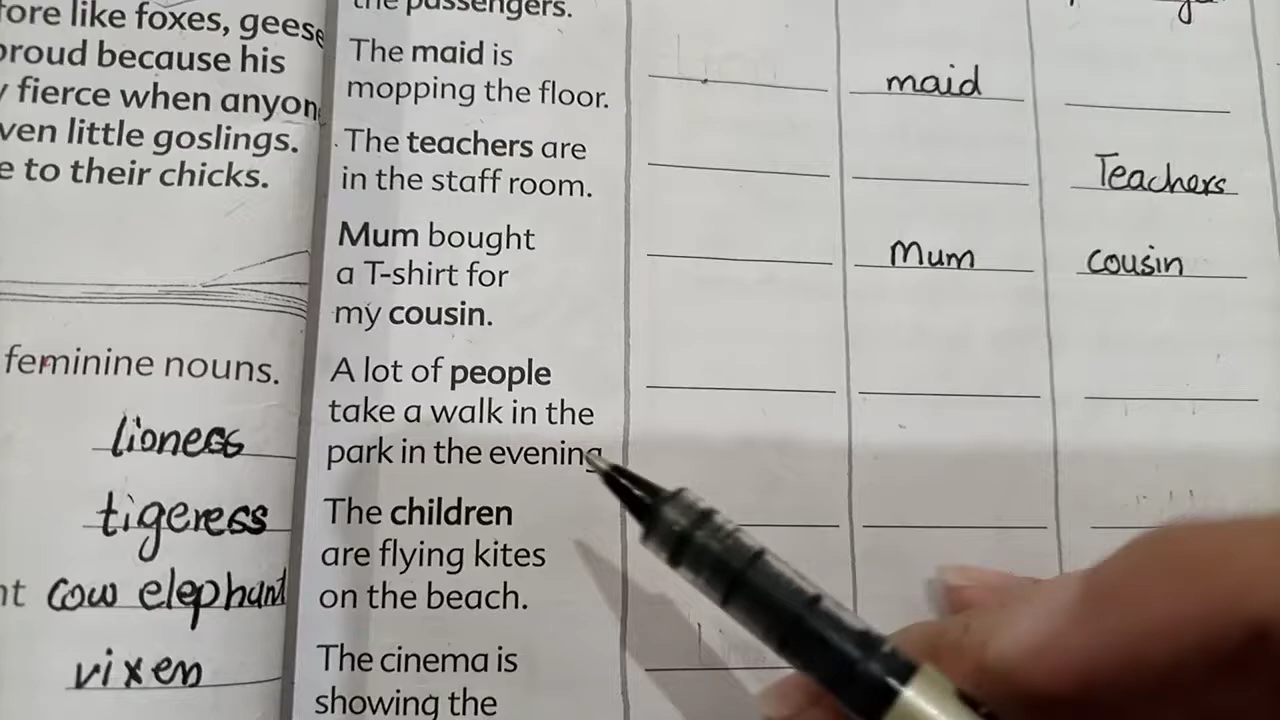 fore like foxes, geese
proud because his
fierce when anyon
ven little goslings.
e to their chicks.
feminine nouns.
lioness
tigeress
nt cow elephant
vixen
the passengers.
The maid is
mopping the floor.
maid
The teachers are
in the staff room.
Teachers
Mum bought
a T-shirt for
my cousin.
Mum
cousin
A lot of people
take a walk in the
park in the evening
The children
are flying kites
on the beach.
The cinema is
showing the